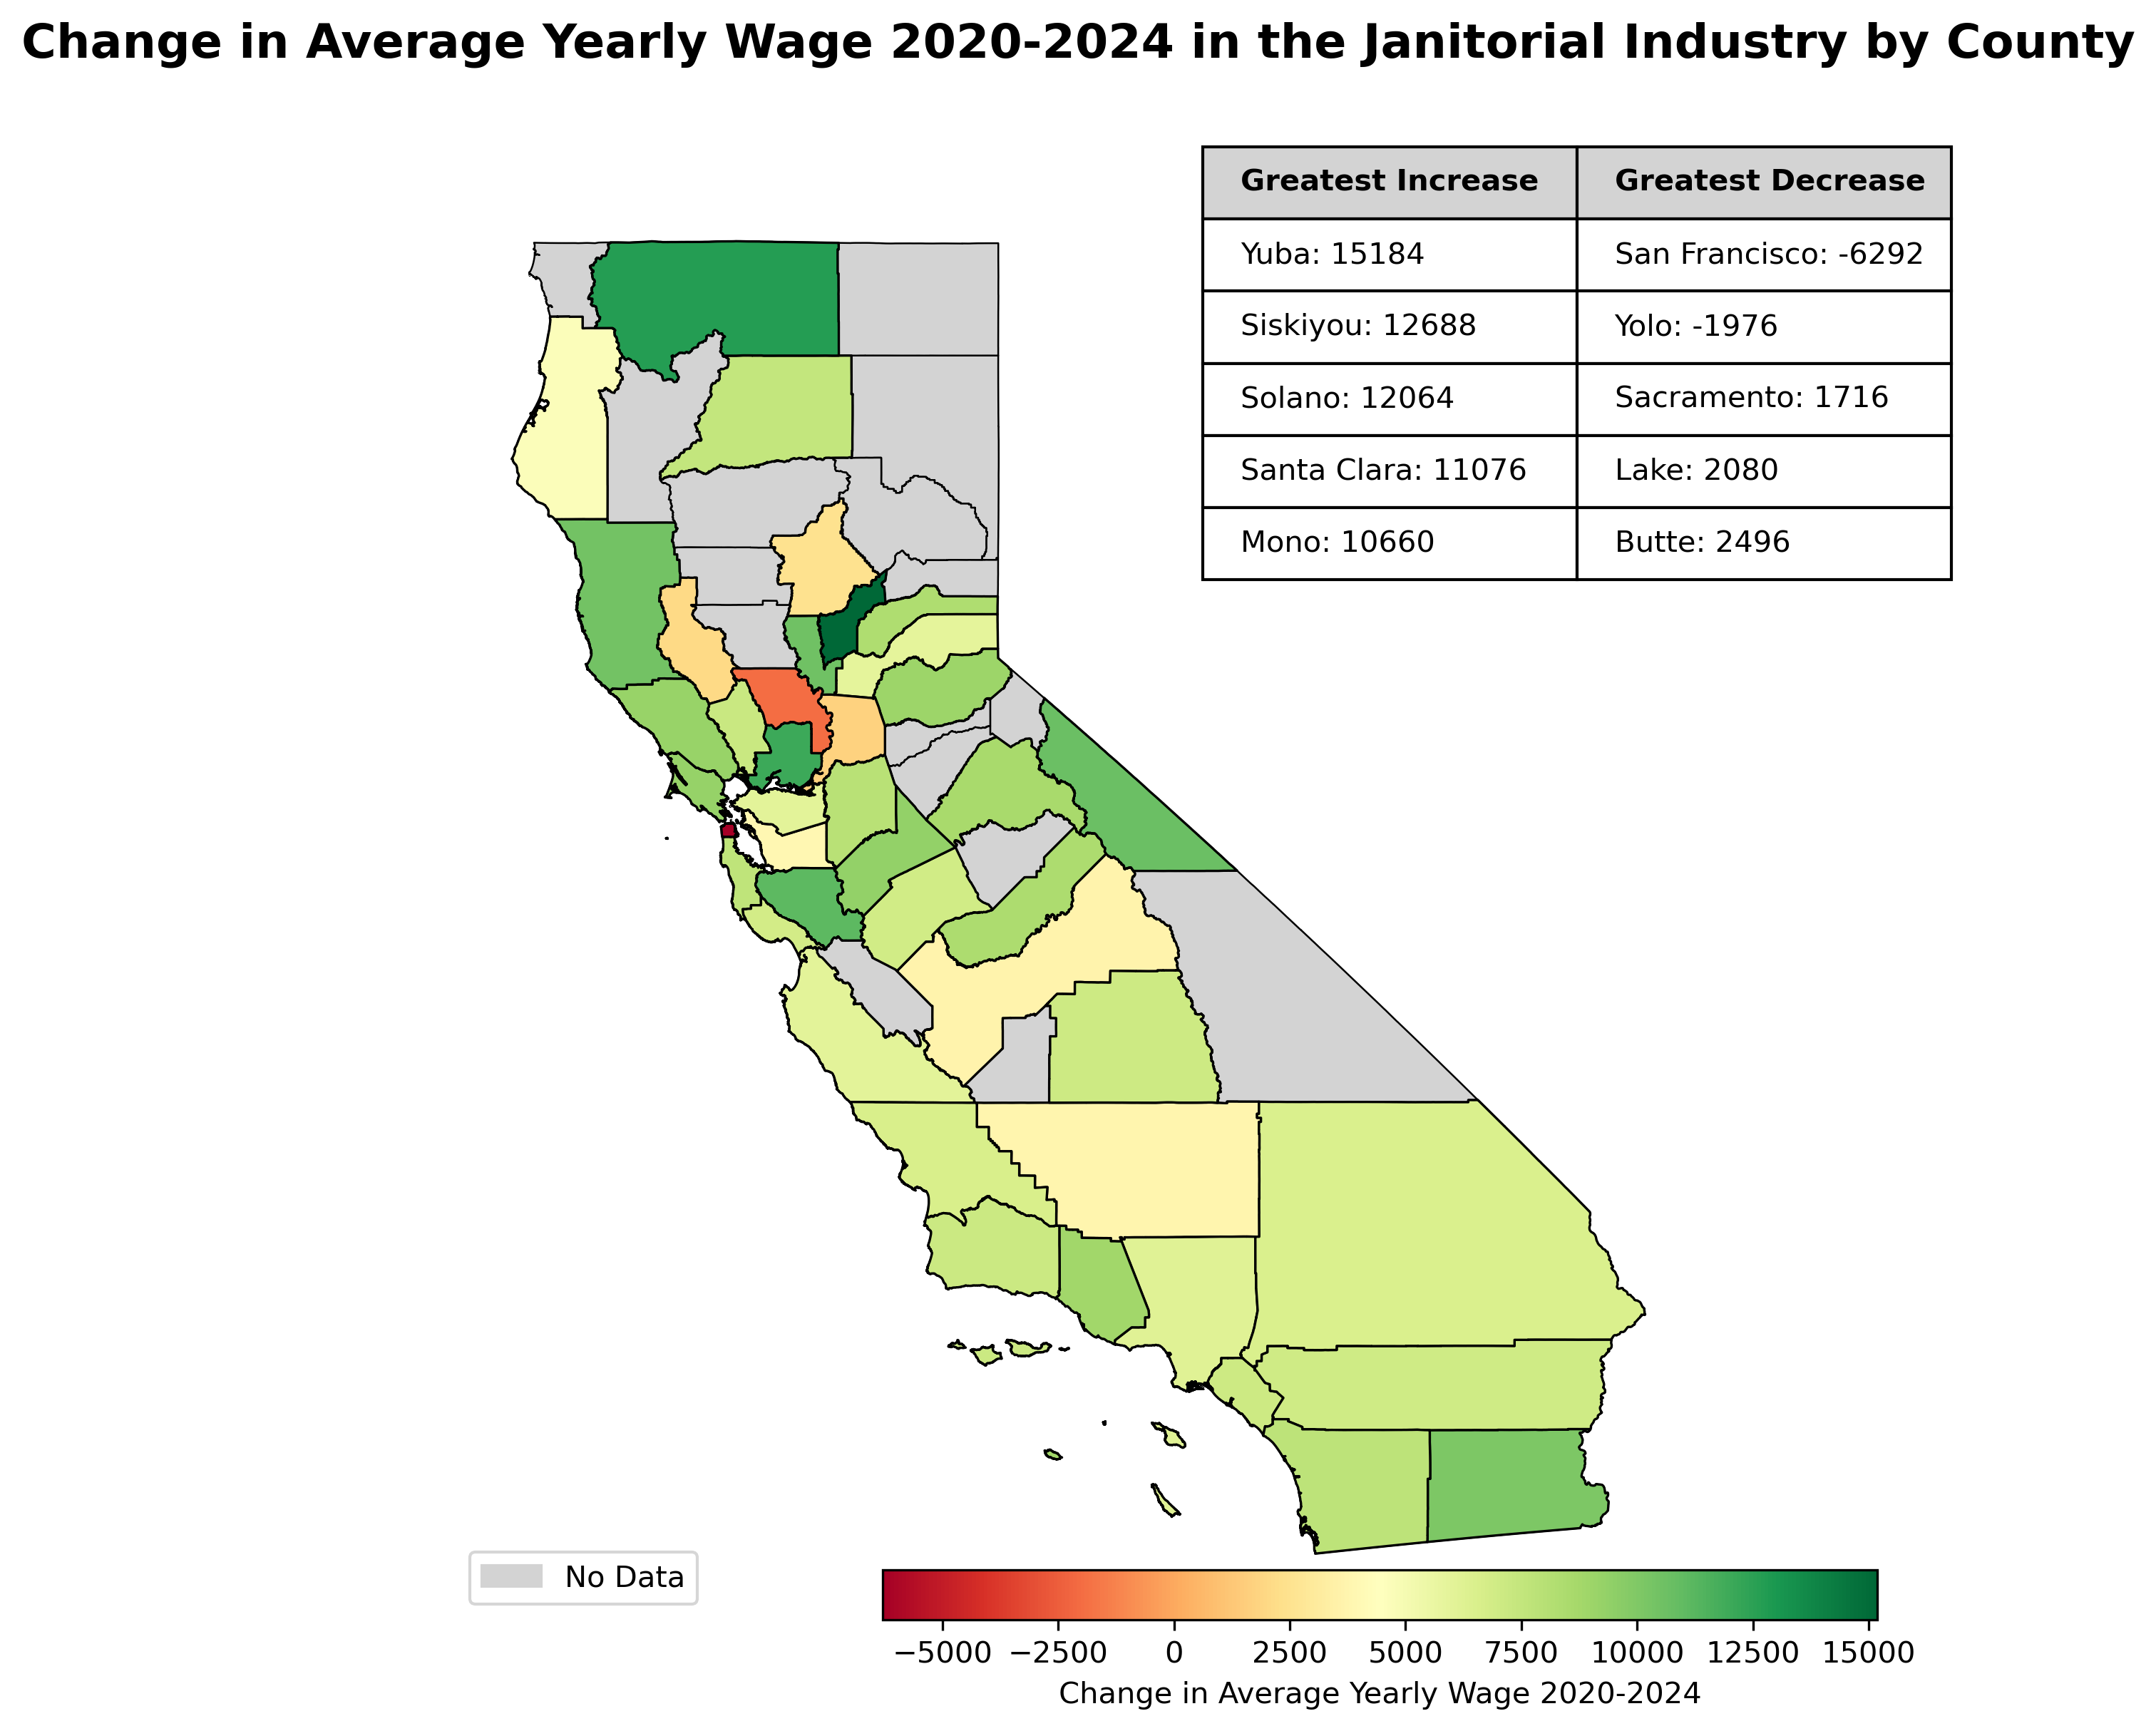 Change in Average Yearly Wage 2020-2024 in the Janitorial Industry by County
Greatest Increase Greatest Decrease
Yuba: 15184 San Francisco: -6292
Siskiyou: 12688 Yolo: -1976
Solano: 12064 Sacramento: 1716
Santa Clara: 11076 Lake: 2080
Mono: 10660 Butte: 2496
No Data
−5000 −2500 0 2500 5000 7500 10000 12500 15000
Change in Average Yearly Wage 2020-2024